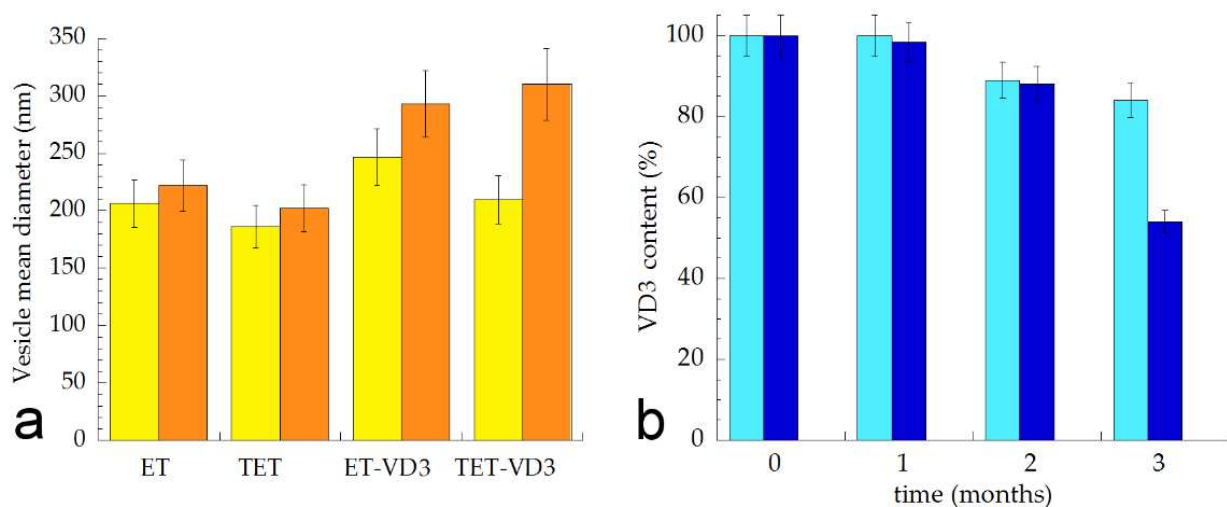 350
300
250
200
150
100
50
0
Vesicle mean diameter (nm)
ET TET ET-VD3 TET-VD3
a
100
80
60
40
20
0
VD3 content (%)
0 1 2 3
time (months)
b